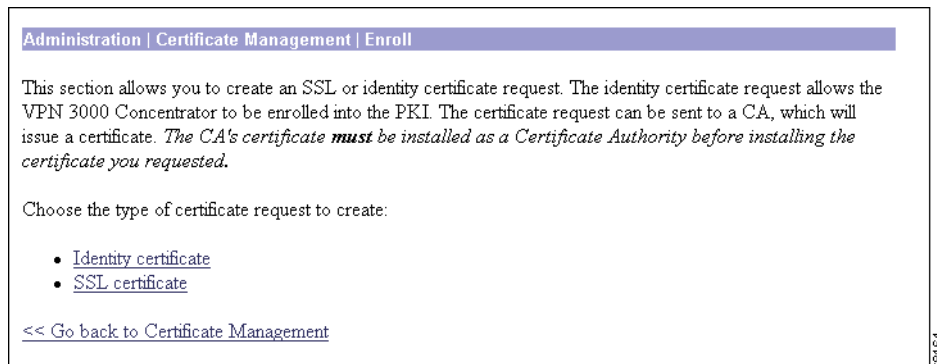 Administration | Certificate Management | Enroll
This section allows you to create an SSL or identity certificate request. The identity certificate request allows the
VPN 3000 Concentrator to be enrolled into the PKI. The certificate request can be sent to a CA, which will
issue a certificate. The CA's certificate must be installed as a Certificate Authority before installing the
certificate you requested.
Choose the type of certificate request to create:
• Identity certificate
• SSL certificate
<< Go back to Certificate Management